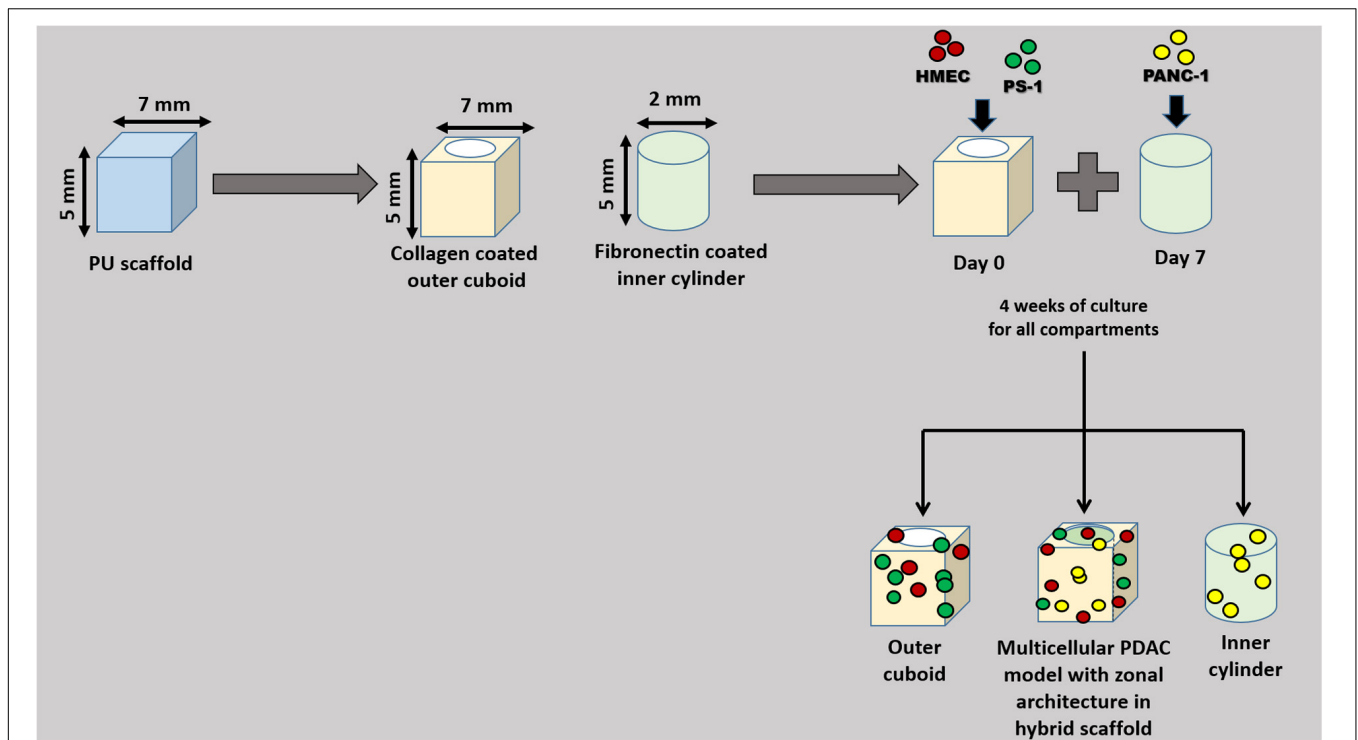 HMEC
PS-1
PANC-1
7 mm
7 mm
2 mm
5 mm
5 mm
5 mm
PU scaffold
Collagen coated
outer cuboid
Fibronectin coated
inner cylinder
Day 0
Day 7
4 weeks of culture
for all compartments
Outer
cuboid
Multicellular PDAC
model with zonal
architecture in
hybrid scaffold
Inner
cylinder